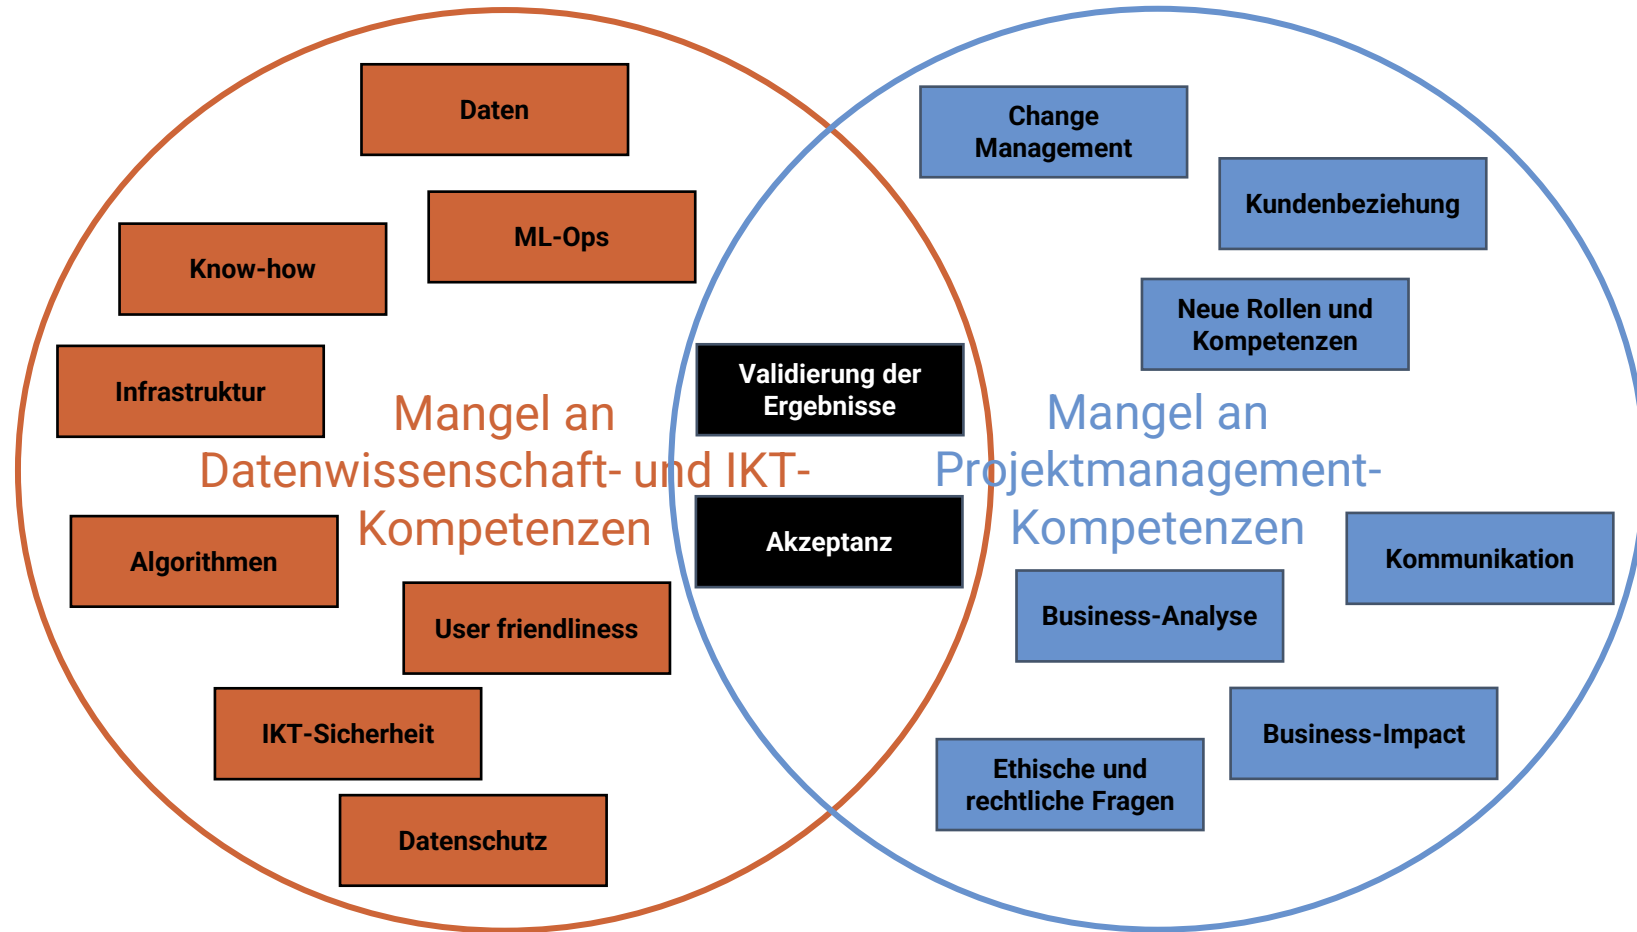 Daten
ML-Ops
Know-how
Infrastruktur
Mangel an
Datenwissenschaft- und IKT-
Kompetenzen
Algorithmen
User friendliness
IKT-Sicherheit
Datenschutz
Validierung der
Ergebnisse
Akzeptanz
Change
Management
Kundenbeziehung
Neue Rollen und
Kompetenzen
Mangel an
Projektmanagement-
Kompetenzen
Kommunikation
Business-Analyse
Business-Impact
Ethische und
rechtliche Fragen